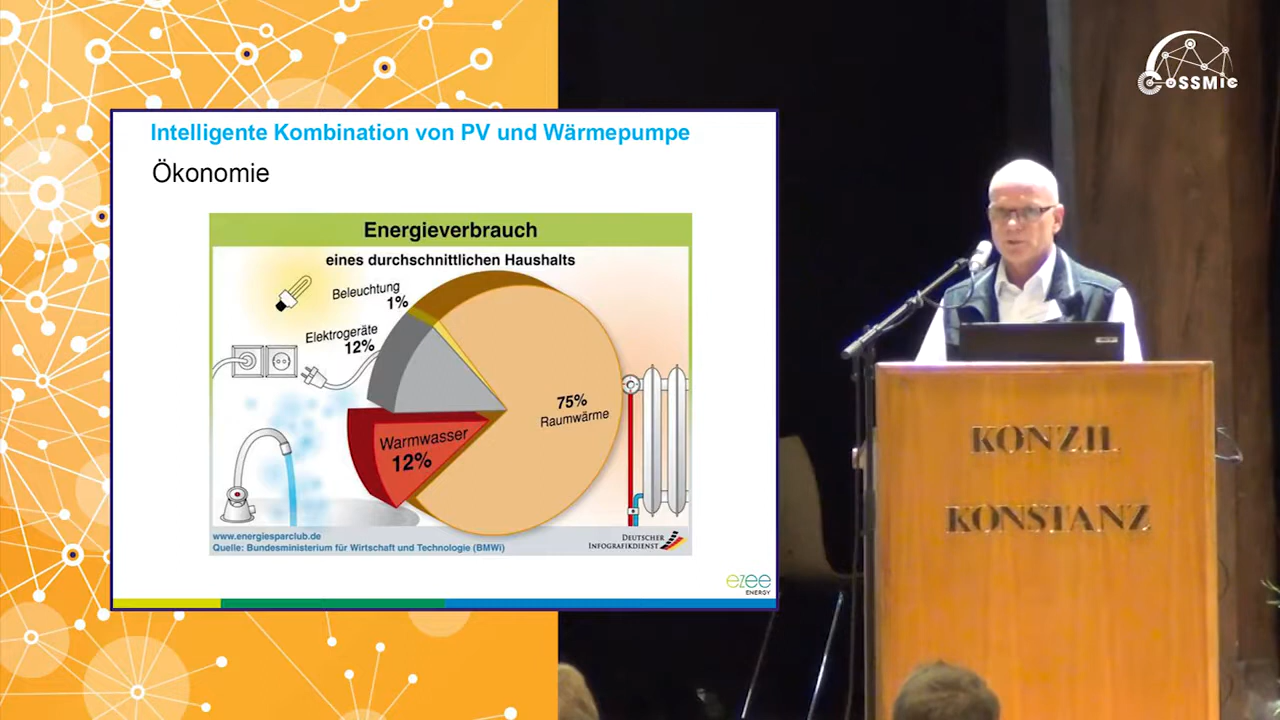 Intelligente Kombination von PV und Wärmepumpe
Ökonomie
Energieverbrauch
eines durchschnittlichen Haushalts
Beleuchtung
1%
Elektrogeräte
12%
75%
Raumwärme
Warmwasser
12%
www.energiesparclub.de
Quelle: Bundesministerium für Wirtschaft und Technologie (BMWi)
DEUTSCHER
INFOGRAFIKDIENST
ezee
ENERGY
CoSSMic
KONZIL
KONSTANZ